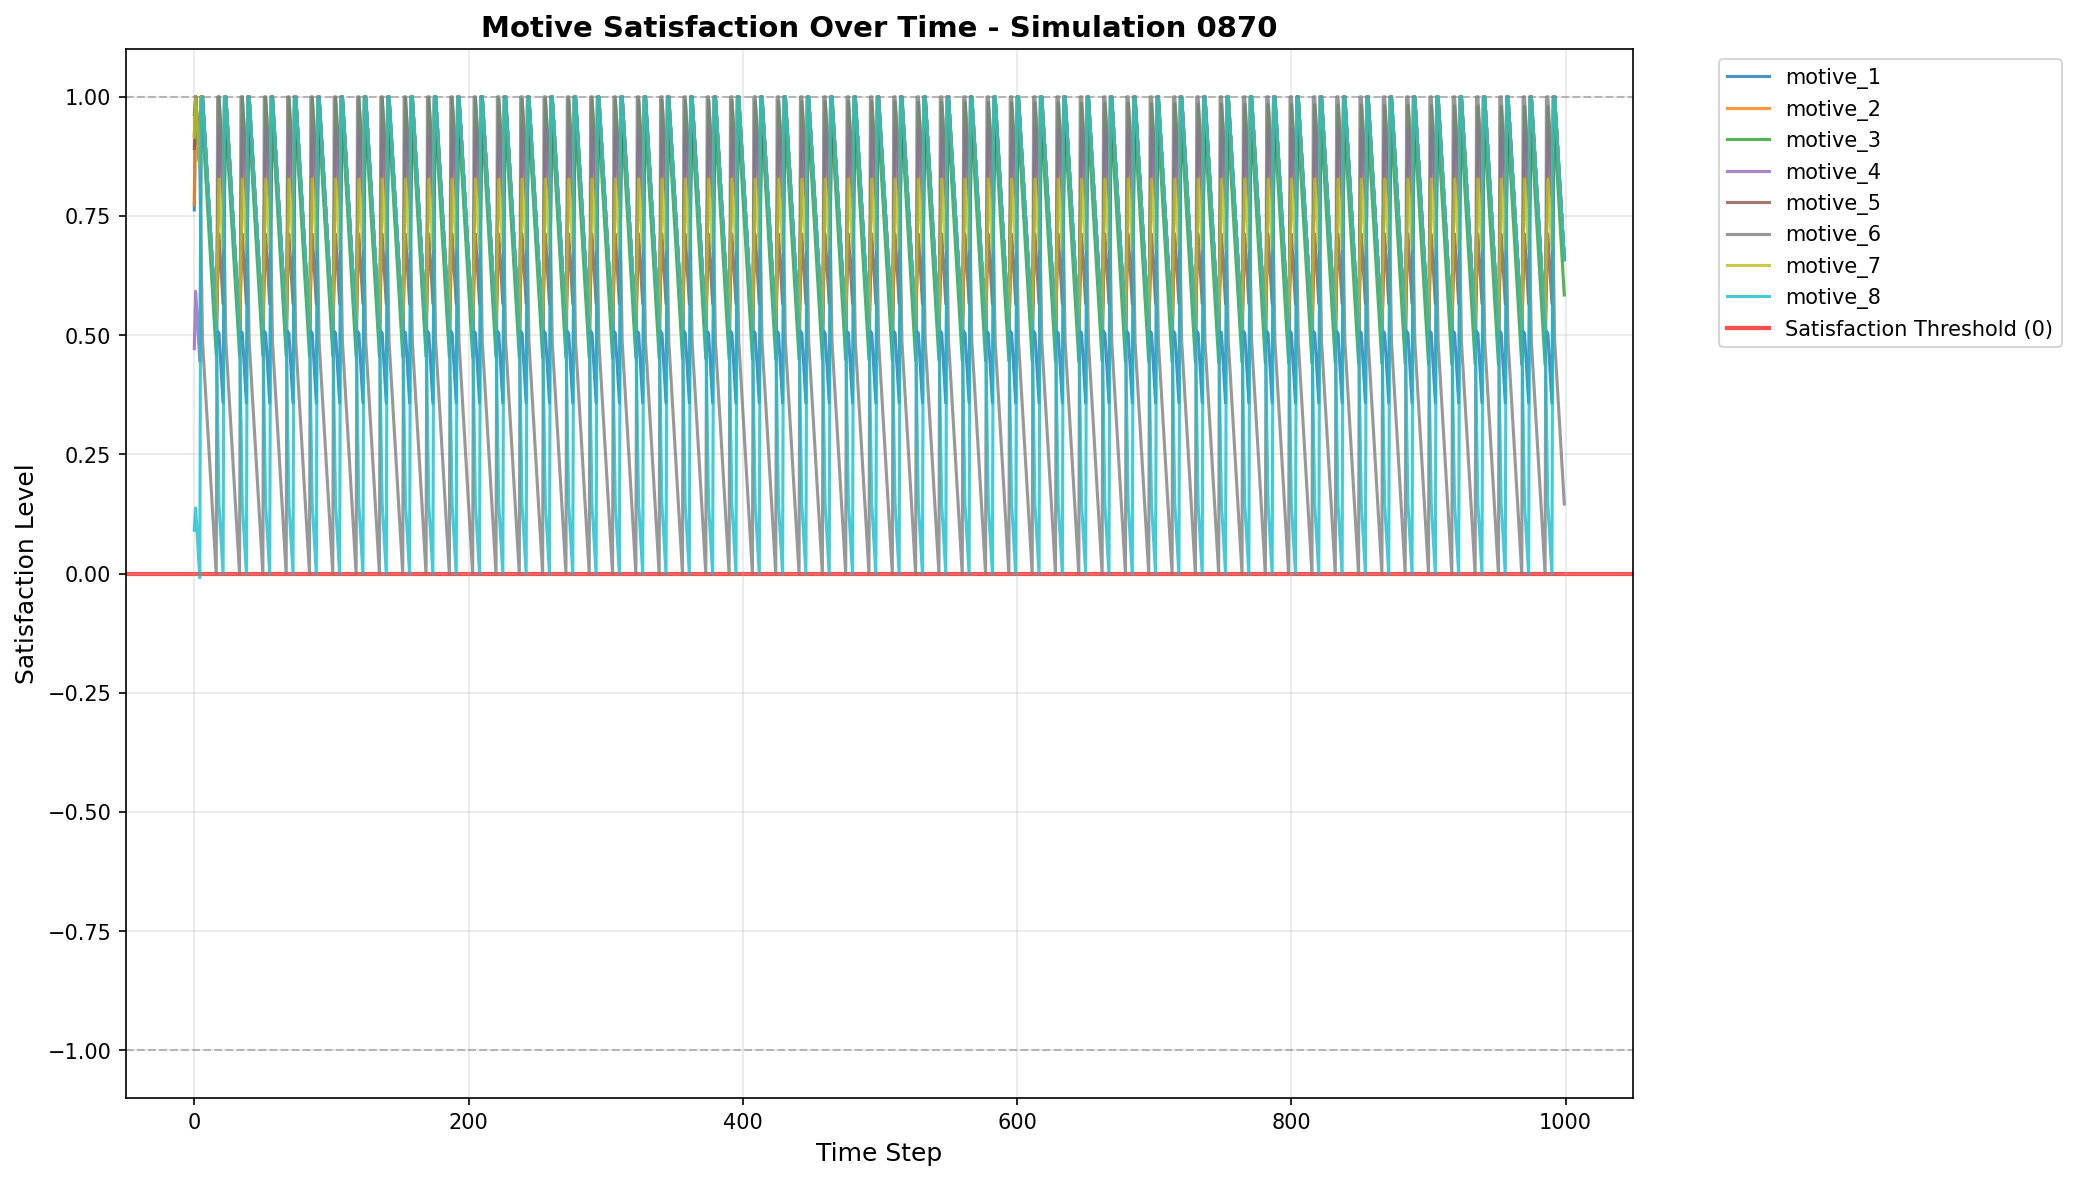 Motive Satisfaction Over Time - Simulation 0870
Satisfaction Level
1.00
0.75
0.50
0.25
0.00
−0.25
−0.50
−0.75
−1.00
0
200
400
600
800
1000
Time Step
motive_1
motive_2
motive_3
motive_4
motive_5
motive_6
motive_7
motive_8
Satisfaction Threshold (0)